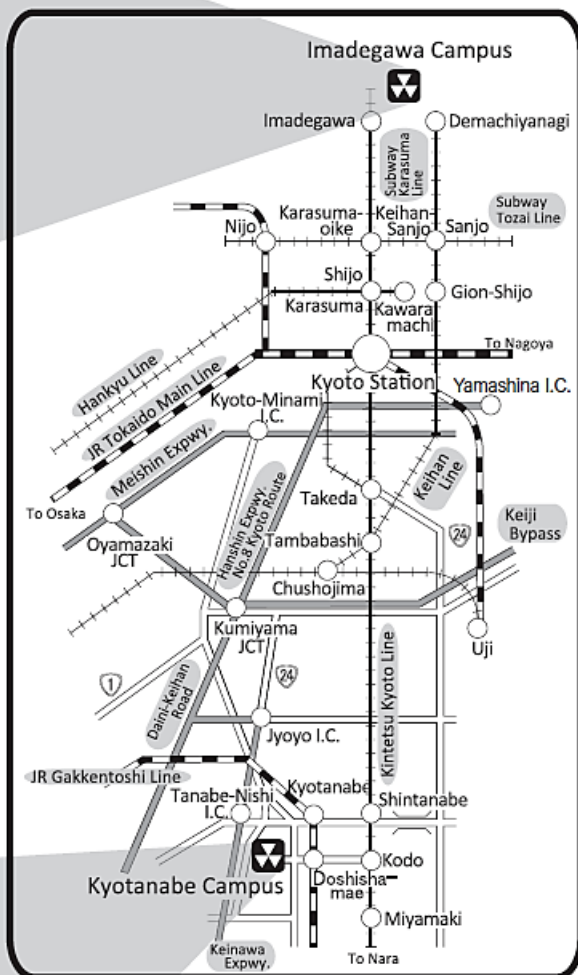 Imadegawa Campus
Imadegawa
Demachiyanagi
Subway
Karasuma
Line
Subway
Tozai Line
Nijo
Karasuma-
oike
Keihan-
Sanjo
Sanjo
Shijo
Karasuma
Kawara
machi
Gion-Shijo
To Nagoya
Hankyu Line
JR Tokaido Main Line
Kyoto Station
Yamashina I.C.
Kyoto-Minami
I.C.
Meishin Expwy.
To Osaka
Oyamazaki
JCT
Hanshin Expwy.
No.8 Kyoto Route
Takeda
Keihan
Line
24
Keiji
Bypass
Tambabashi
Chushojima
Kumiyama
JCT
Uji
1
Daini-Keihan
Road
24
Kintetsu Kyoto Line
Jyoyo I.C.
JR Gakkentoshi Line
Tanabe-Nishi
I.C.
Kyotanabe
Shintanabe
Kyotanabe Campus
Doshisha-
mae
Kodo
Miyamaki
Keinawa
Expwy.
To Nara